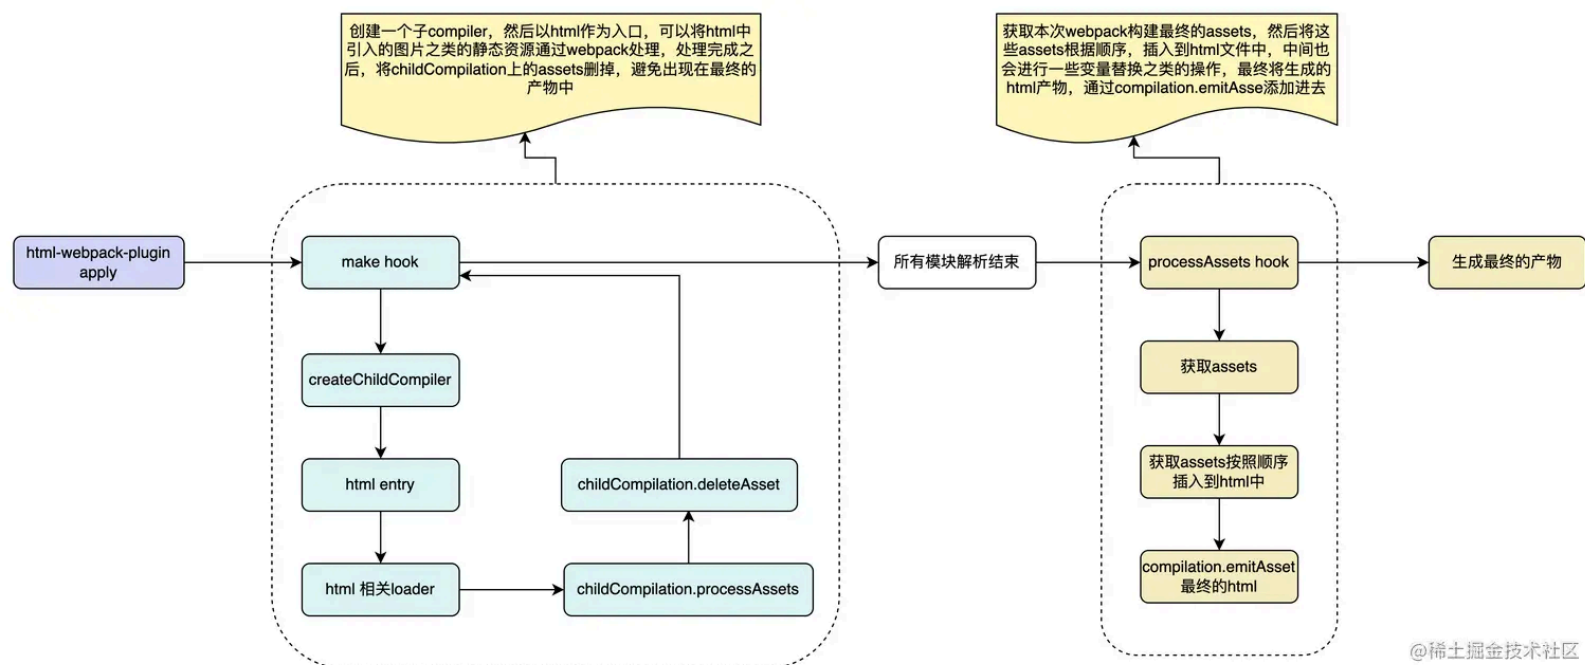 创建一个子compiler，然后以html作为入口，可以将html中
引入的图片之类的静态资源通过webpack处理，处理完成之
后，将childCompilation上的assets删掉，避免出现在最终的
产物中
获取本次webpack构建最终的assets，然后将这
些assets根据顺序，插入到html文件中，中间也
会进行一些变量替换之类的操作，最终将生成的
html产物，通过compilation.emitAsse添加进去
html-webpack-plugin
apply
make hook
createChildCompiler
html entry
html 相关loader
childCompilation.processAssets
childCompilation.deleteAsset
所有模块解析结束
processAssets hook
获取assets
获取assets按照顺序
插入到html中
compilation.emitAsset
最终的html
生成最终的产物
@稀土掘金技术社区